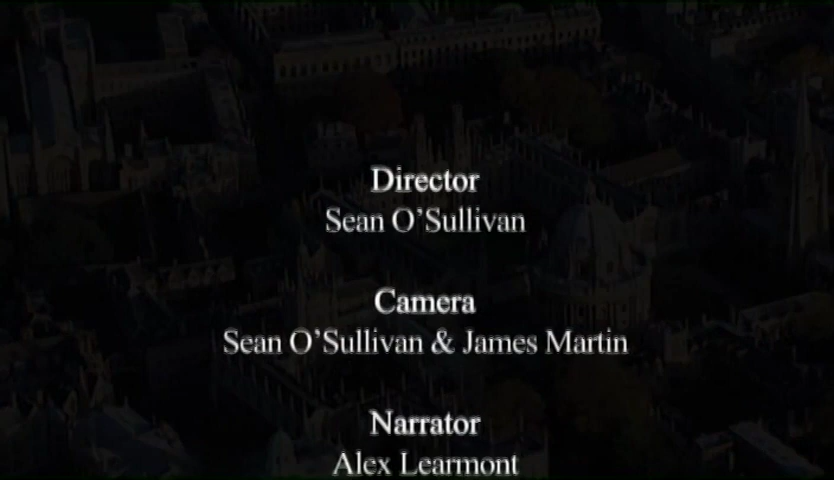 Director
Sean O'Sullivan
Camera
Sean O'Sullivan & James Martin
Narrator
Alex Learmont